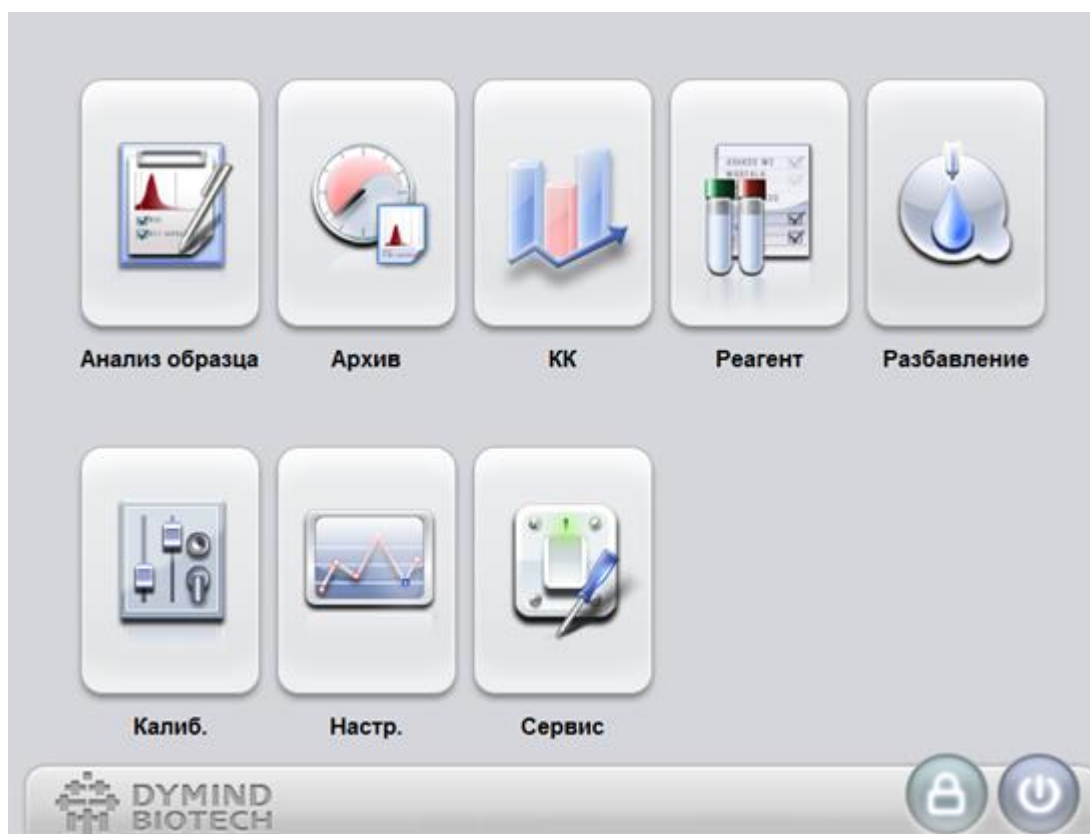 Анализ образца
Архив
КК
Реагент
Разбавление
Калиб.
Настр.
Сервис
DYMIND
BIOTECH